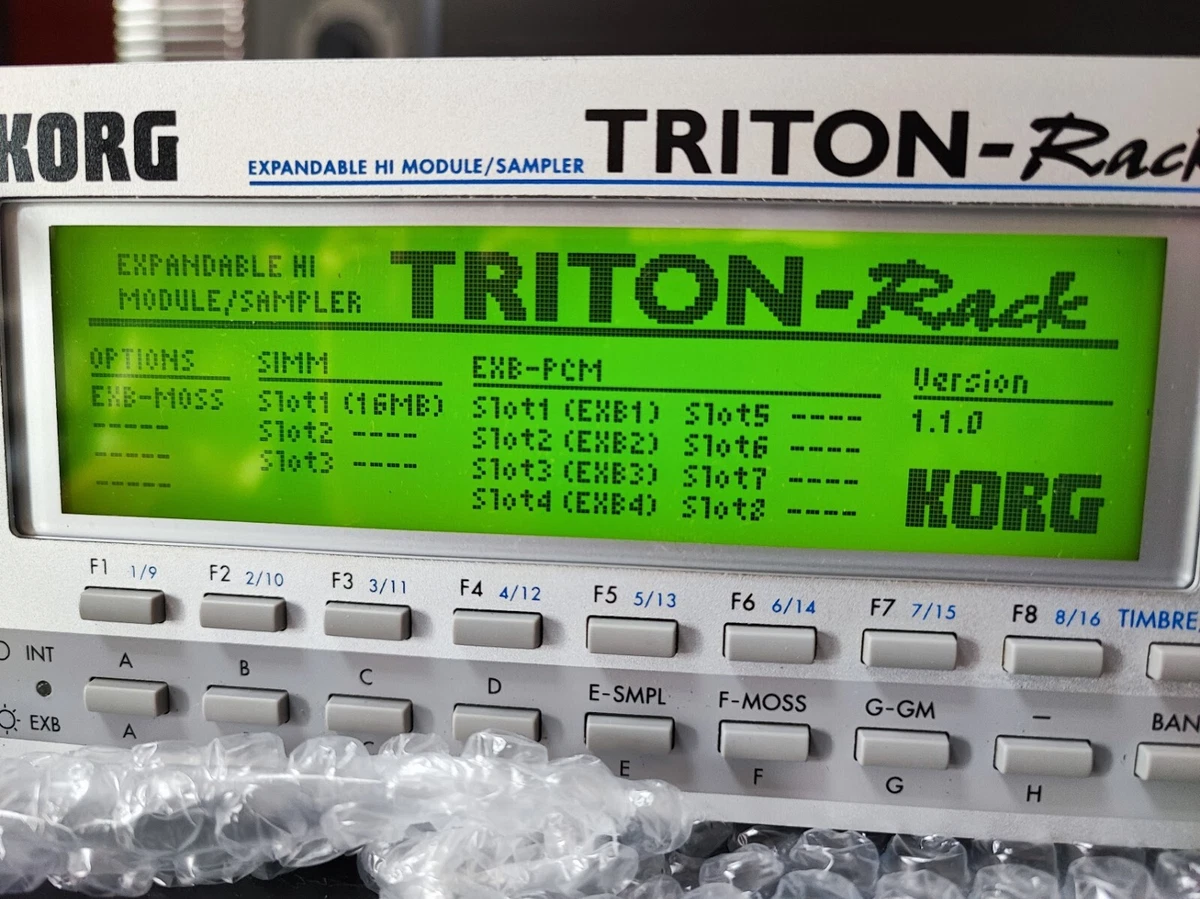 KORG
EXPANDABLE HI MODULE/SAMPLER TRITON-Rack
EXPANDABLE HI
MODULE/SAMPLER
TRITON-Rack
OPTIONS SIMM EXB-PCM Version
EXB-MOSS Slot1 (16MB) Slot1 (EXB1) Slot5 ---- 1.1.0
----- Slot2 ---- Slot2 (EXB2) Slot6 ----
----- Slot3 ---- Slot3 (EXB3) Slot7 ----
----- Slot4 (EXB4) Slot8 ----
KORG
F1 1/9 F2 2/10 F3 3/11 F4 4/12 F5 5/13 F6 6/14 F7 7/15 F8 8/16 TIMBRE
INT A B C D E-SMPL F-MOSS G-GM — BAN
EXB A E F G H